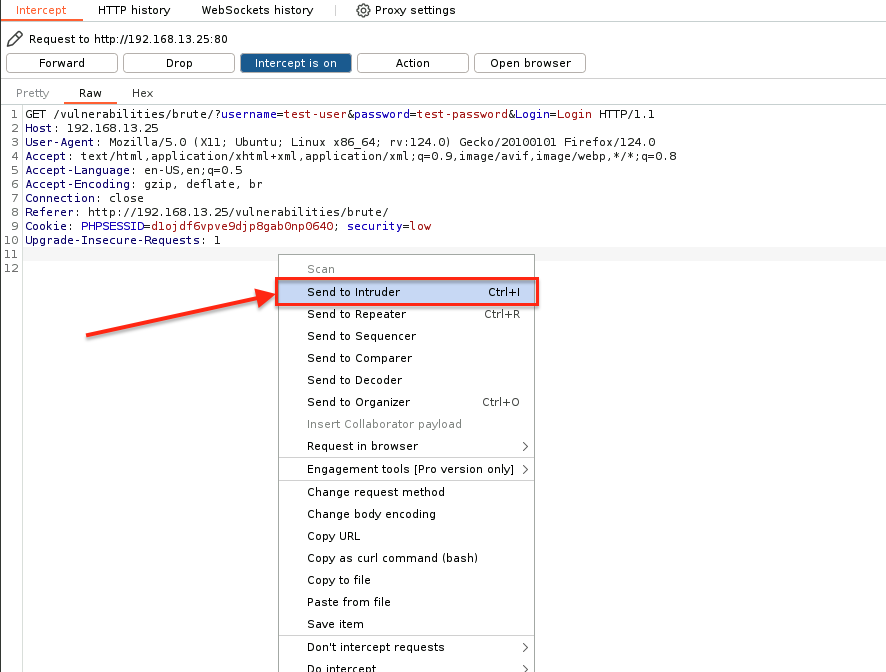 Intercept HTTP history WebSockets history Proxy settings
Request to http://192.168.13.25:80
Forward Drop Intercept is on Action Open browser
Pretty Raw Hex
1 GET /vulnerabilities/brute/?username=test-user&password=test-password&Login=Login HTTP/1.1
2 Host: 192.168.13.25
3 User-Agent: Mozilla/5.0 (X11; Ubuntu; Linux x86_64; rv:124.0) Gecko/20100101 Firefox/124.0
4 Accept: text/html,application/xhtml+xml,application/xml;q=0.9,image/avif,image/webp,*/*;q=0.8
5 Accept-Language: en-US,en;q=0.5
6 Accept-Encoding: gzip, deflate, br
7 Connection: close
8 Referer: http://192.168.13.25/vulnerabilities/brute/
9 Cookie: PHPSESSID=d1ojdf6vpve9djp8gab0np0640; security=low
10 Upgrade-Insecure-Requests: 1
11
12
Scan
Send to Intruder Ctrl+I
Send to Repeater Ctrl+R
Send to Sequencer
Send to Comparer
Send to Decoder
Send to Organizer Ctrl+O
Insert Collaborator payload
Request in browser
Engagement tools [Pro version only]
Change request method
Change body encoding
Copy URL
Copy as curl command (bash)
Copy to file
Paste from file
Save item
Don't intercept requests
Do intercept